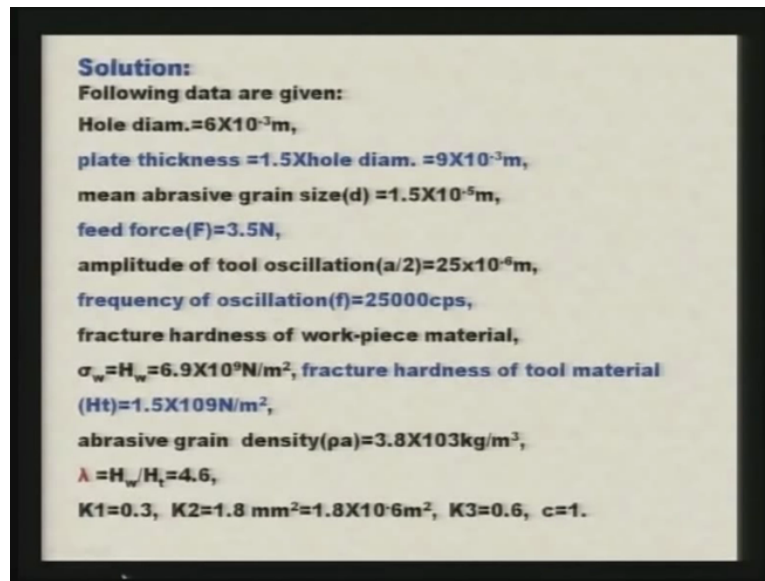 Solution:
Following data are given:
Hole diam.=6X10⁻³m,
plate thickness =1.5Xhole diam. =9X10⁻³m,
mean abrasive grain size(d) =1.5X10⁻⁵m,
feed force(F)=3.5N,
amplitude of tool oscillation(a/2)=25x10⁻⁶m,
frequency of oscillation(f)=25000cps,
fracture hardness of work-piece material,
σw=Hw=6.9X10⁹N/m², fracture hardness of tool material
(Ht)=1.5X109N/m²,
abrasive grain density(ρa)=3.8X103kg/m³,
λ =Hw/Ht=4.6,
K1=0.3, K2=1.8 mm²=1.8X10⁻6m², K3=0.6, c=1.